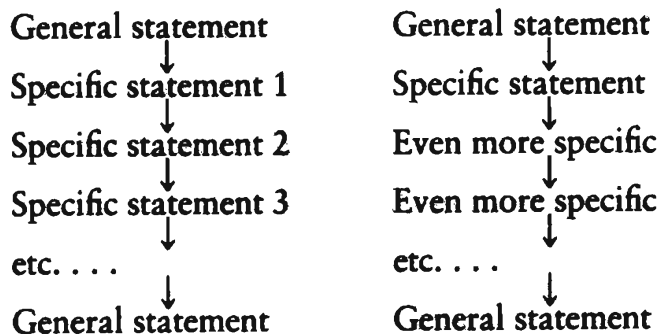 General statement
Specific statement 1
Specific statement 2
Specific statement 3
etc. . . .
General statement
General statement
Specific statement
Even more specific
Even more specific
etc. . . .
General statement